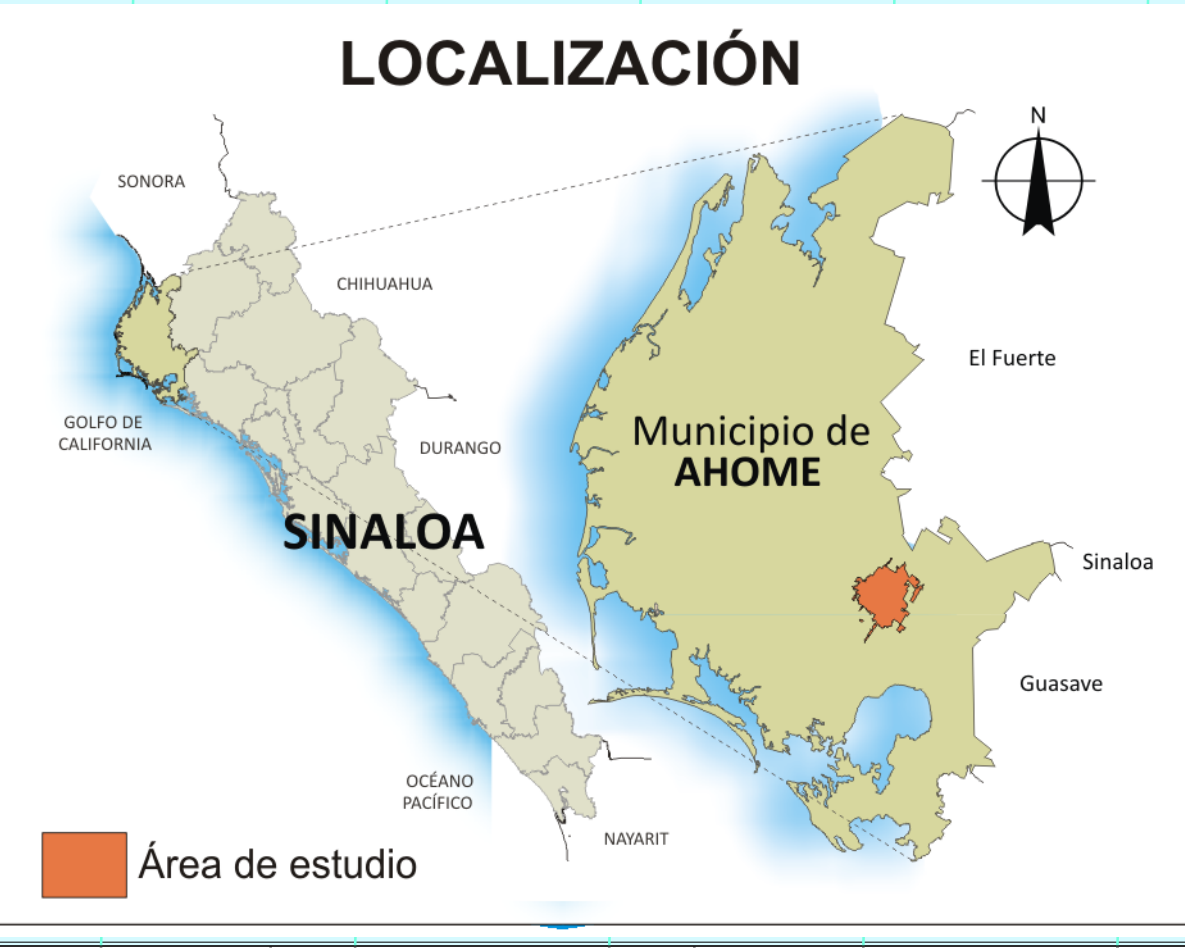 LOCALIZACIÓN
N
SONORA
CHIHUAHUA
El Fuerte
GOLFO DE
CALIFORNIA
DURANGO
Municipio de
AHOME
SINALOA
Sinaloa
Guasave
OCÉANO
PACÍFICO
NAYARIT
Área de estudio